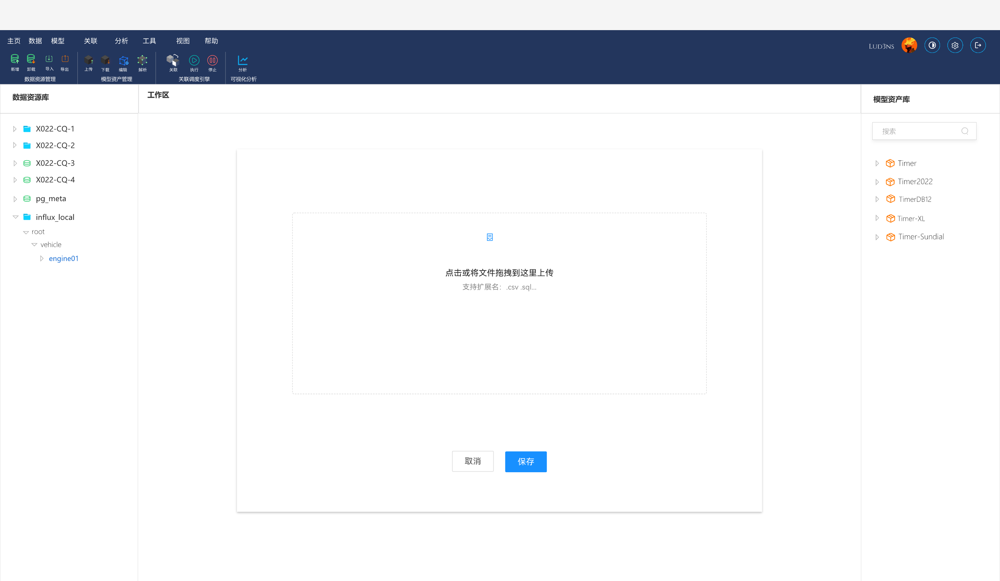 主页 数据 模型 关联 分析 工具 视图 帮助
Lud3ns
新增 卸载 导入 导出 上传 下载 编辑 解析 关联 执行 停止 分析
数据资源管理 模型资产管理 关联调度引擎 可视化分析
数据资源库
X022-CQ-1
X022-CQ-2
X022-CQ-3
X022-CQ-4
pg_meta
influx_local
root
vehicle
engine01
工作区
点击或将文件拖拽到这里上传
支持扩展名：.csv .sql...
取消 保存
模型资产库
搜索
Timer
Timer2022
TimerDB12
Timer-XL
Timer-Sundial